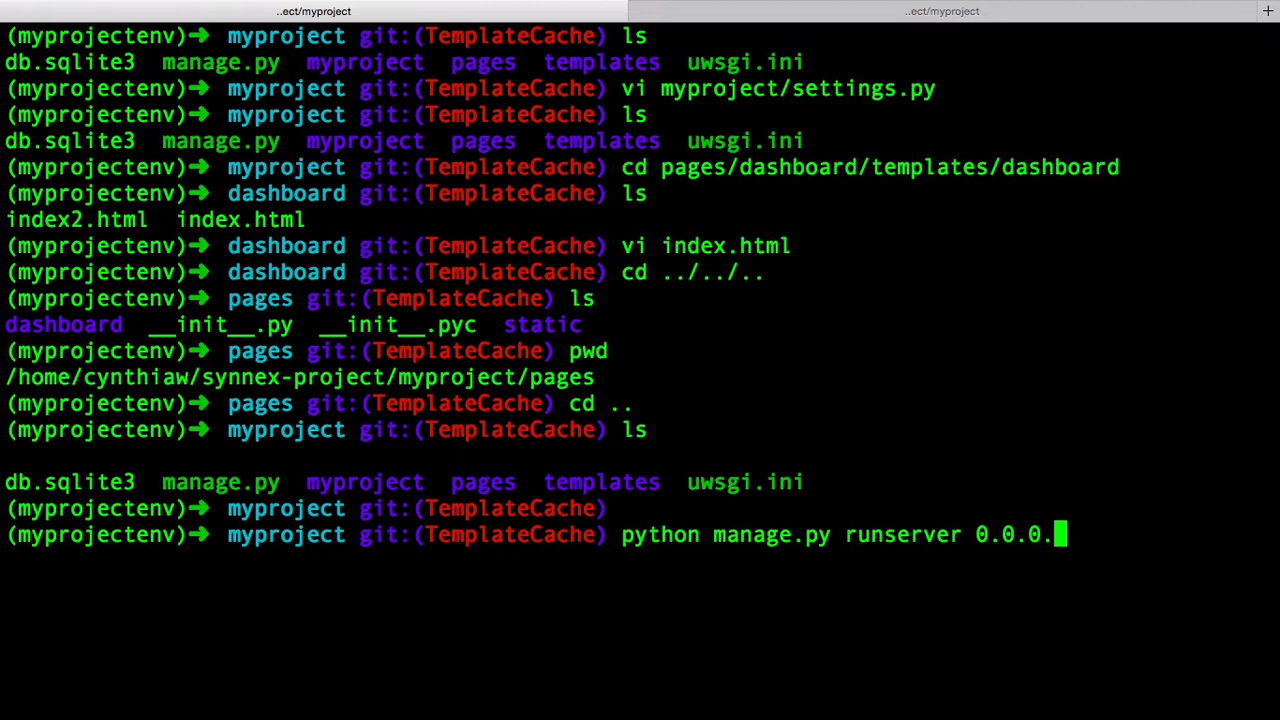 ..ect/myproject
..ect/myproject
+
(myprojectenv)➜ myproject git:(TemplateCache) ls
db.sqlite3 manage.py myproject pages templates uwsgi.ini
(myprojectenv)➜ myproject git:(TemplateCache) vi myproject/settings.py
(myprojectenv)➜ myproject git:(TemplateCache) ls
db.sqlite3 manage.py myproject pages templates uwsgi.ini
(myprojectenv)➜ myproject git:(TemplateCache) cd pages/dashboard/templates/dashboard
(myprojectenv)➜ dashboard git:(TemplateCache) ls
index2.html index.html
(myprojectenv)➜ dashboard git:(TemplateCache) vi index.html
(myprojectenv)➜ dashboard git:(TemplateCache) cd ../../..
(myprojectenv)➜ pages git:(TemplateCache) ls
dashboard __init__.py __init__.pyc static
(myprojectenv)➜ pages git:(TemplateCache) pwd
/home/cynthiaw/synnex-project/myproject/pages
(myprojectenv)➜ pages git:(TemplateCache) cd ..
(myprojectenv)➜ myproject git:(TemplateCache) ls
db.sqlite3 manage.py myproject pages templates uwsgi.ini
(myprojectenv)➜ myproject git:(TemplateCache)
(myprojectenv)➜ myproject git:(TemplateCache) python manage.py runserver 0.0.0.